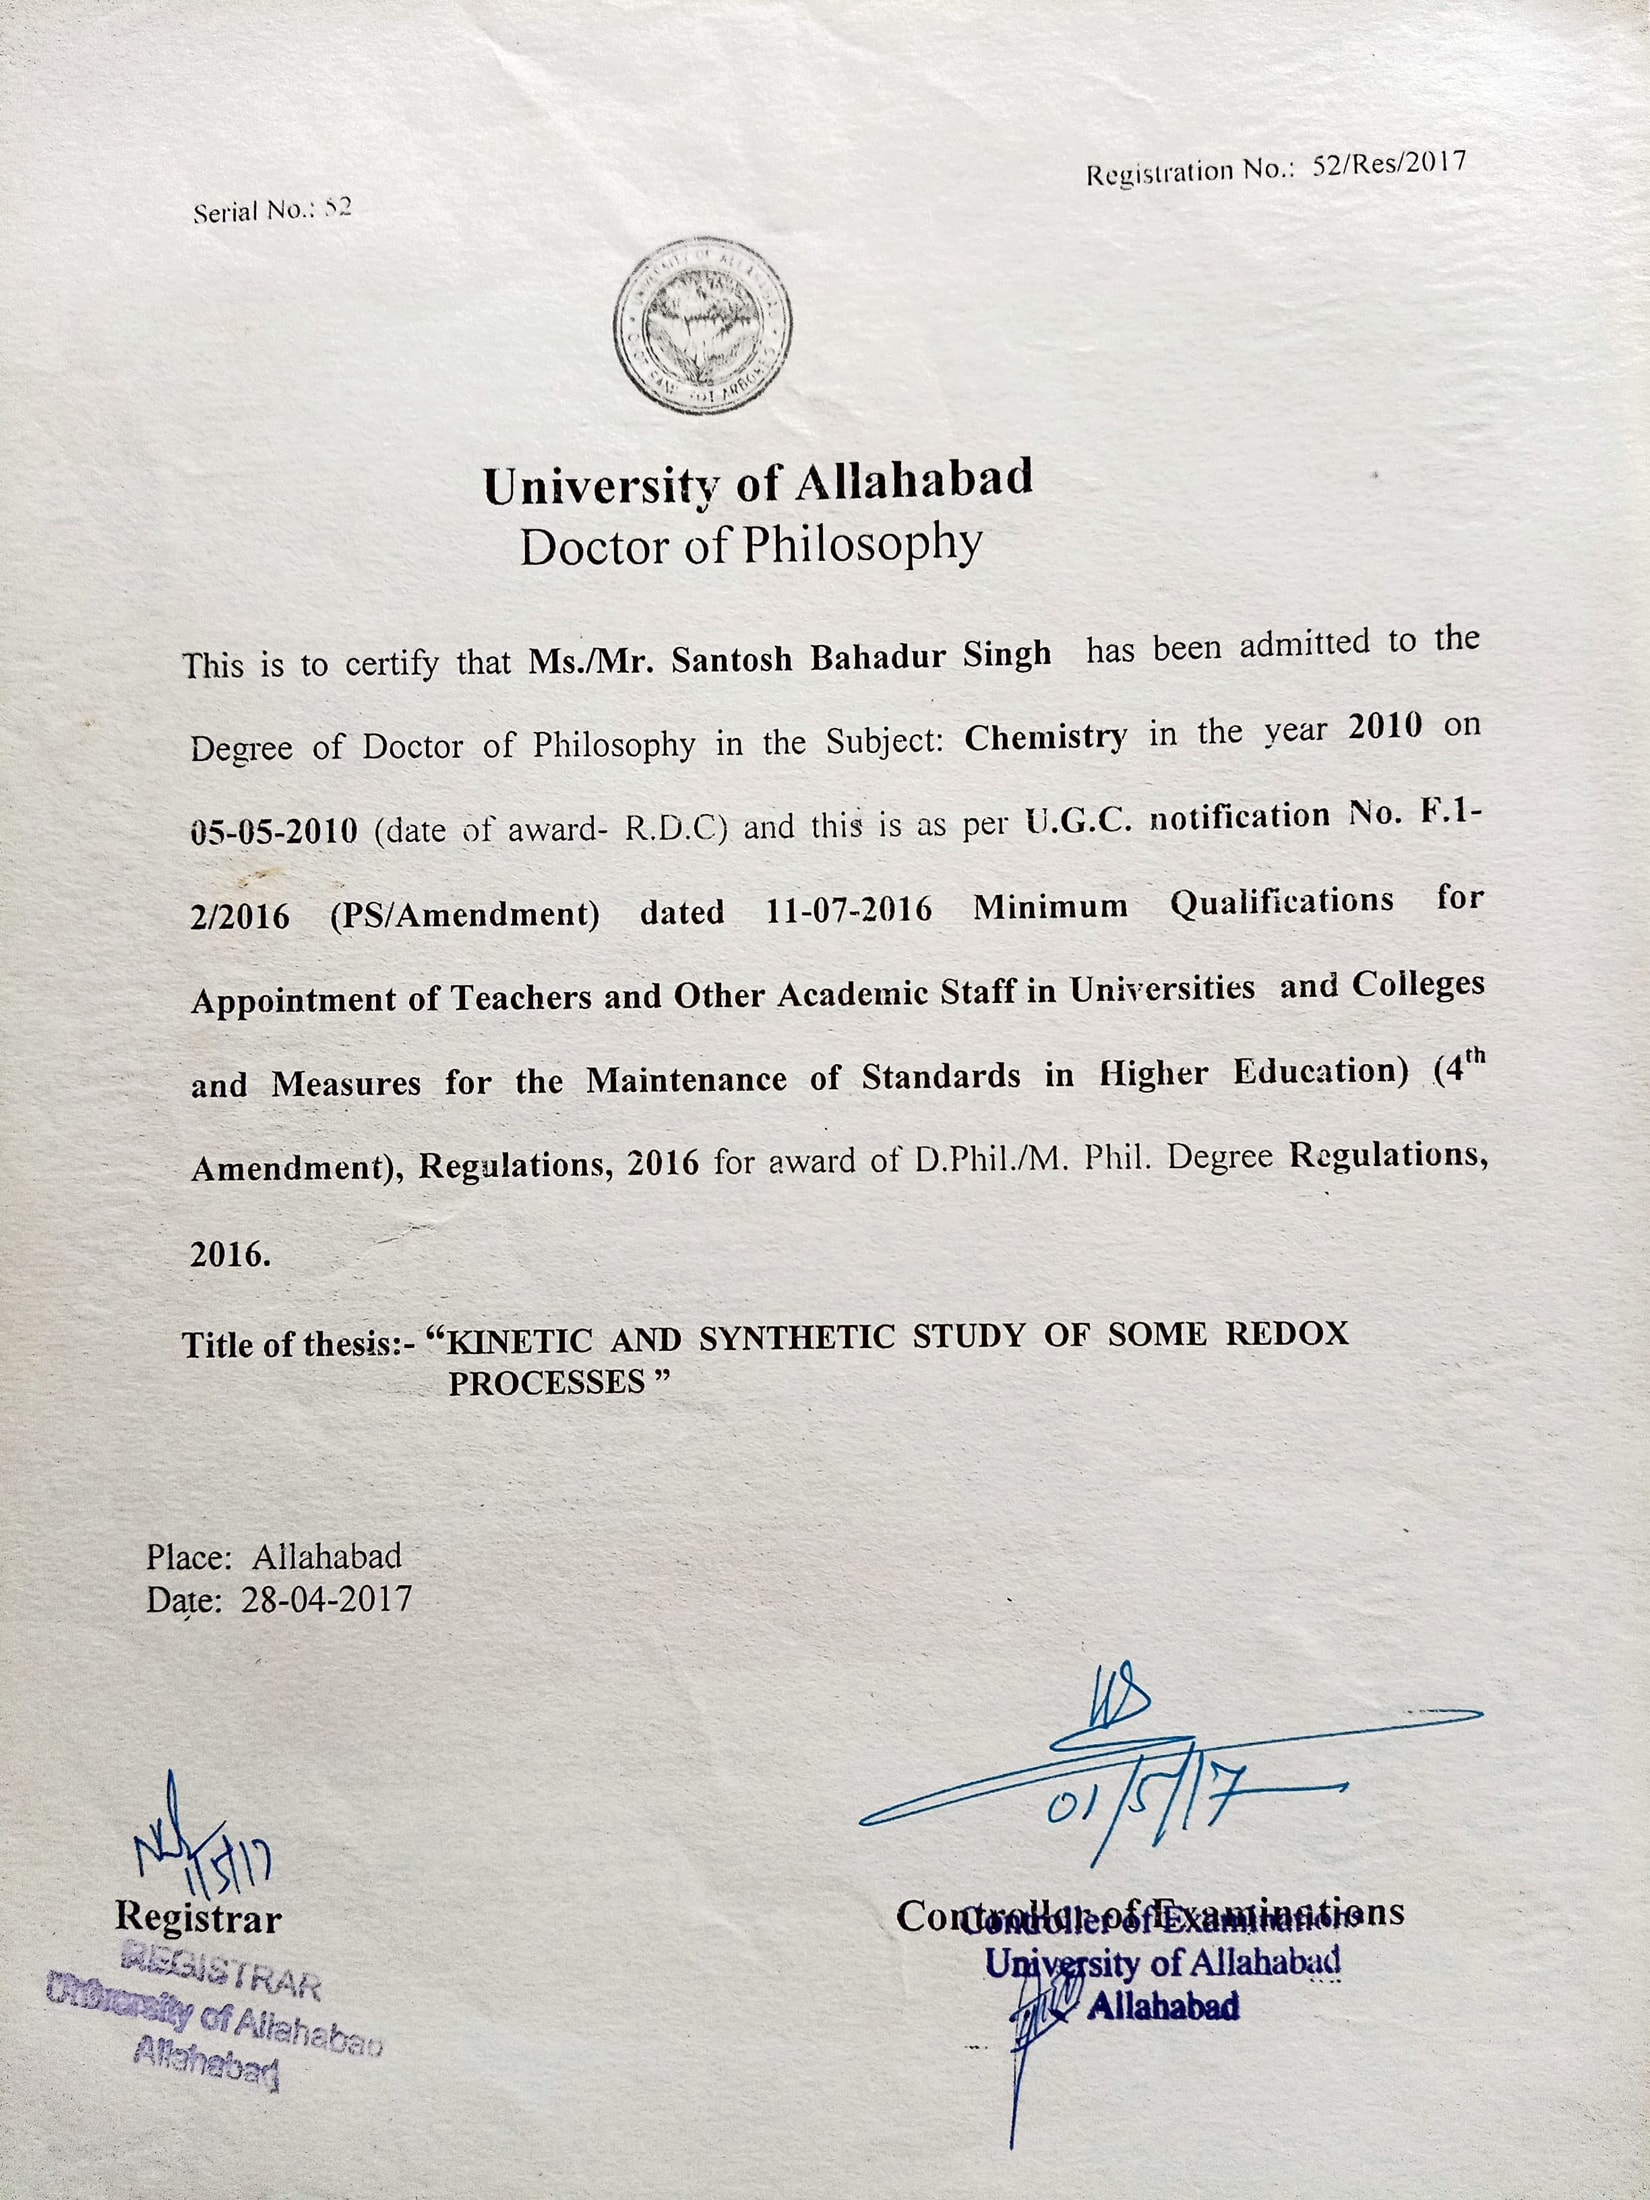 Registration No.: 52/Res/2017
Serial No.: 52
University of Allahabad
Doctor of Philosophy
This is to certify that Ms./Mr. Santosh Bahadur Singh has been admitted to the
Degree of Doctor of Philosophy in the Subject: Chemistry in the year 2010 on
05-05-2010 (date of award- R.D.C) and this is as per U.G.C. notification No. F.1-
2/2016 (PS/Amendment) dated 11-07-2016 Minimum Qualifications for
Appointment of Teachers and Other Academic Staff in Universities and Colleges
and Measures for the Maintenance of Standards in Higher Education) (4th
Amendment), Regulations, 2016 for award of D.Phil./M. Phil. Degree Regulations,
2016.
Title of thesis:- “KINETIC AND SYNTHETIC STUDY OF SOME REDOX
PROCESSES ”
Place: Allahabad
Date: 28-04-2017
01/5/17
1/5/17
Registrar
REGISTRAR
University of Allahabad
Allahabad
Controller of Examinations
Controller of Examinations
University of Allahabad
Allahabad